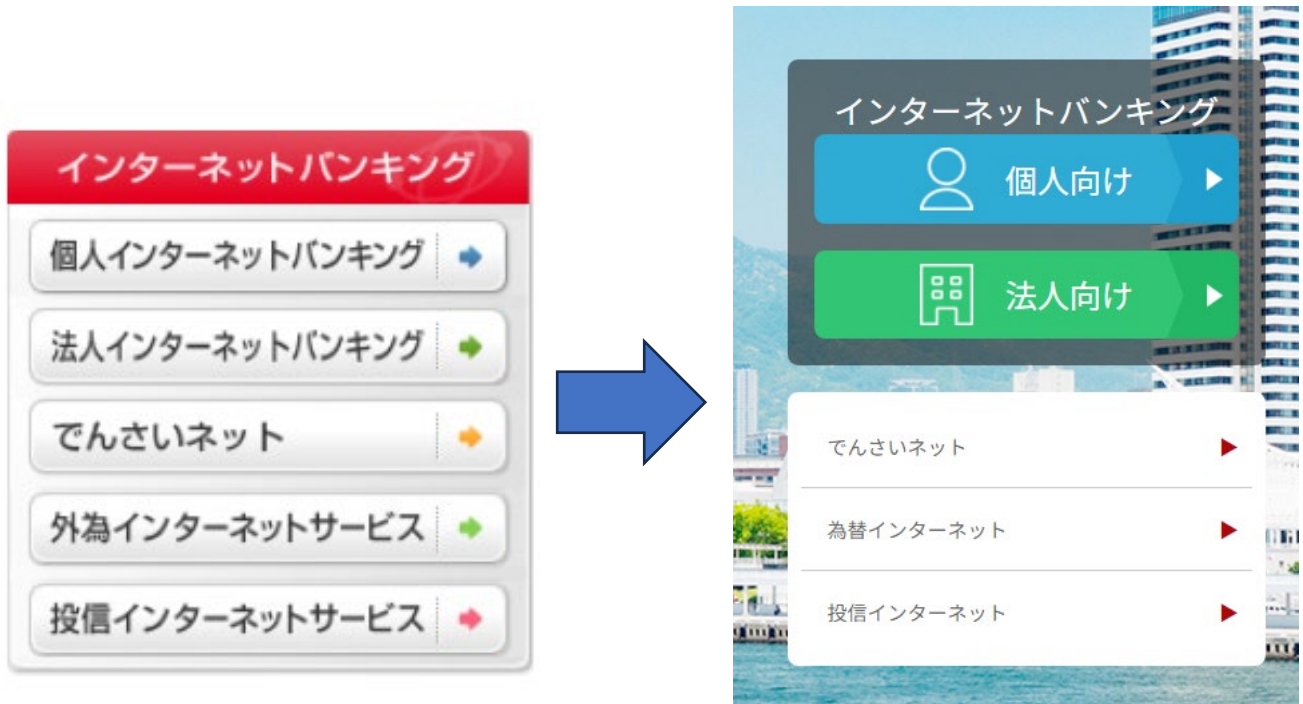 インターネットバンキング
個人インターネットバンキング
法人インターネットバンキング
でんさいネット
外為インターネットサービス
投信インターネットサービス
インターネットバンキング
個人向け
法人向け
でんさいネット
為替インターネット
投信インターネット